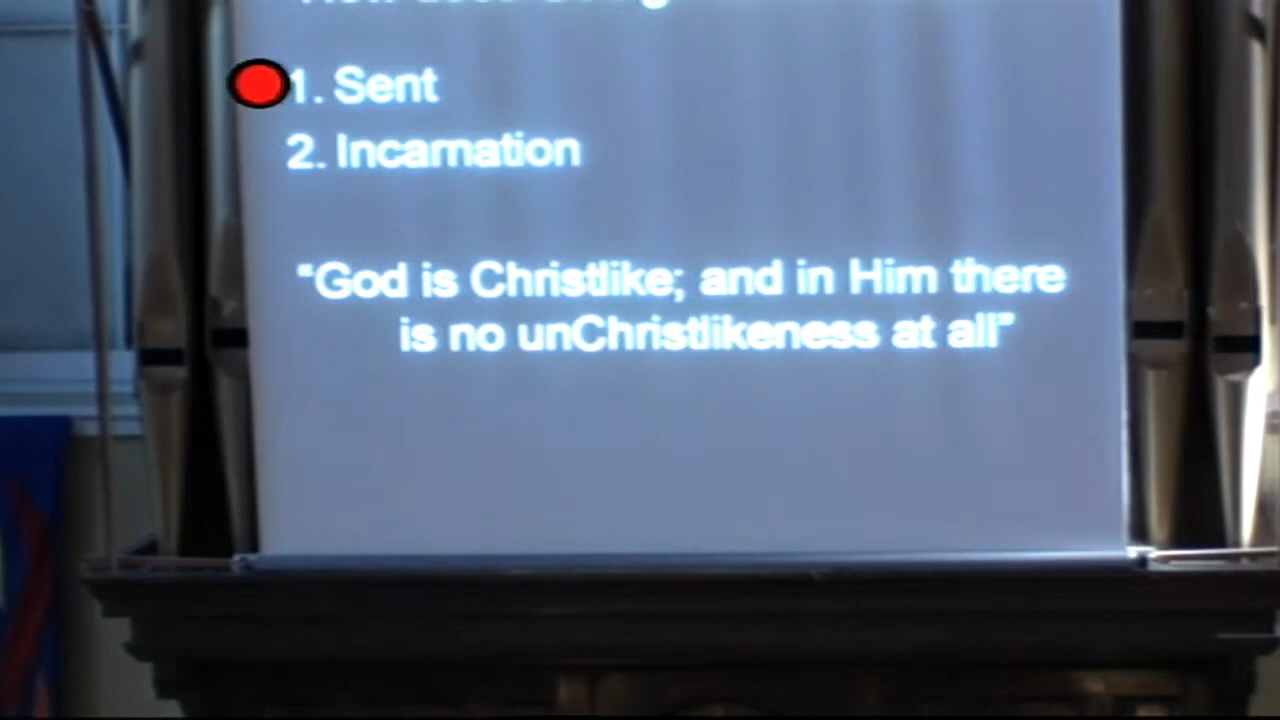 1. Sent
2. Incarnation
“God is Christlike; and in Him there
is no unChristlikeness at all”